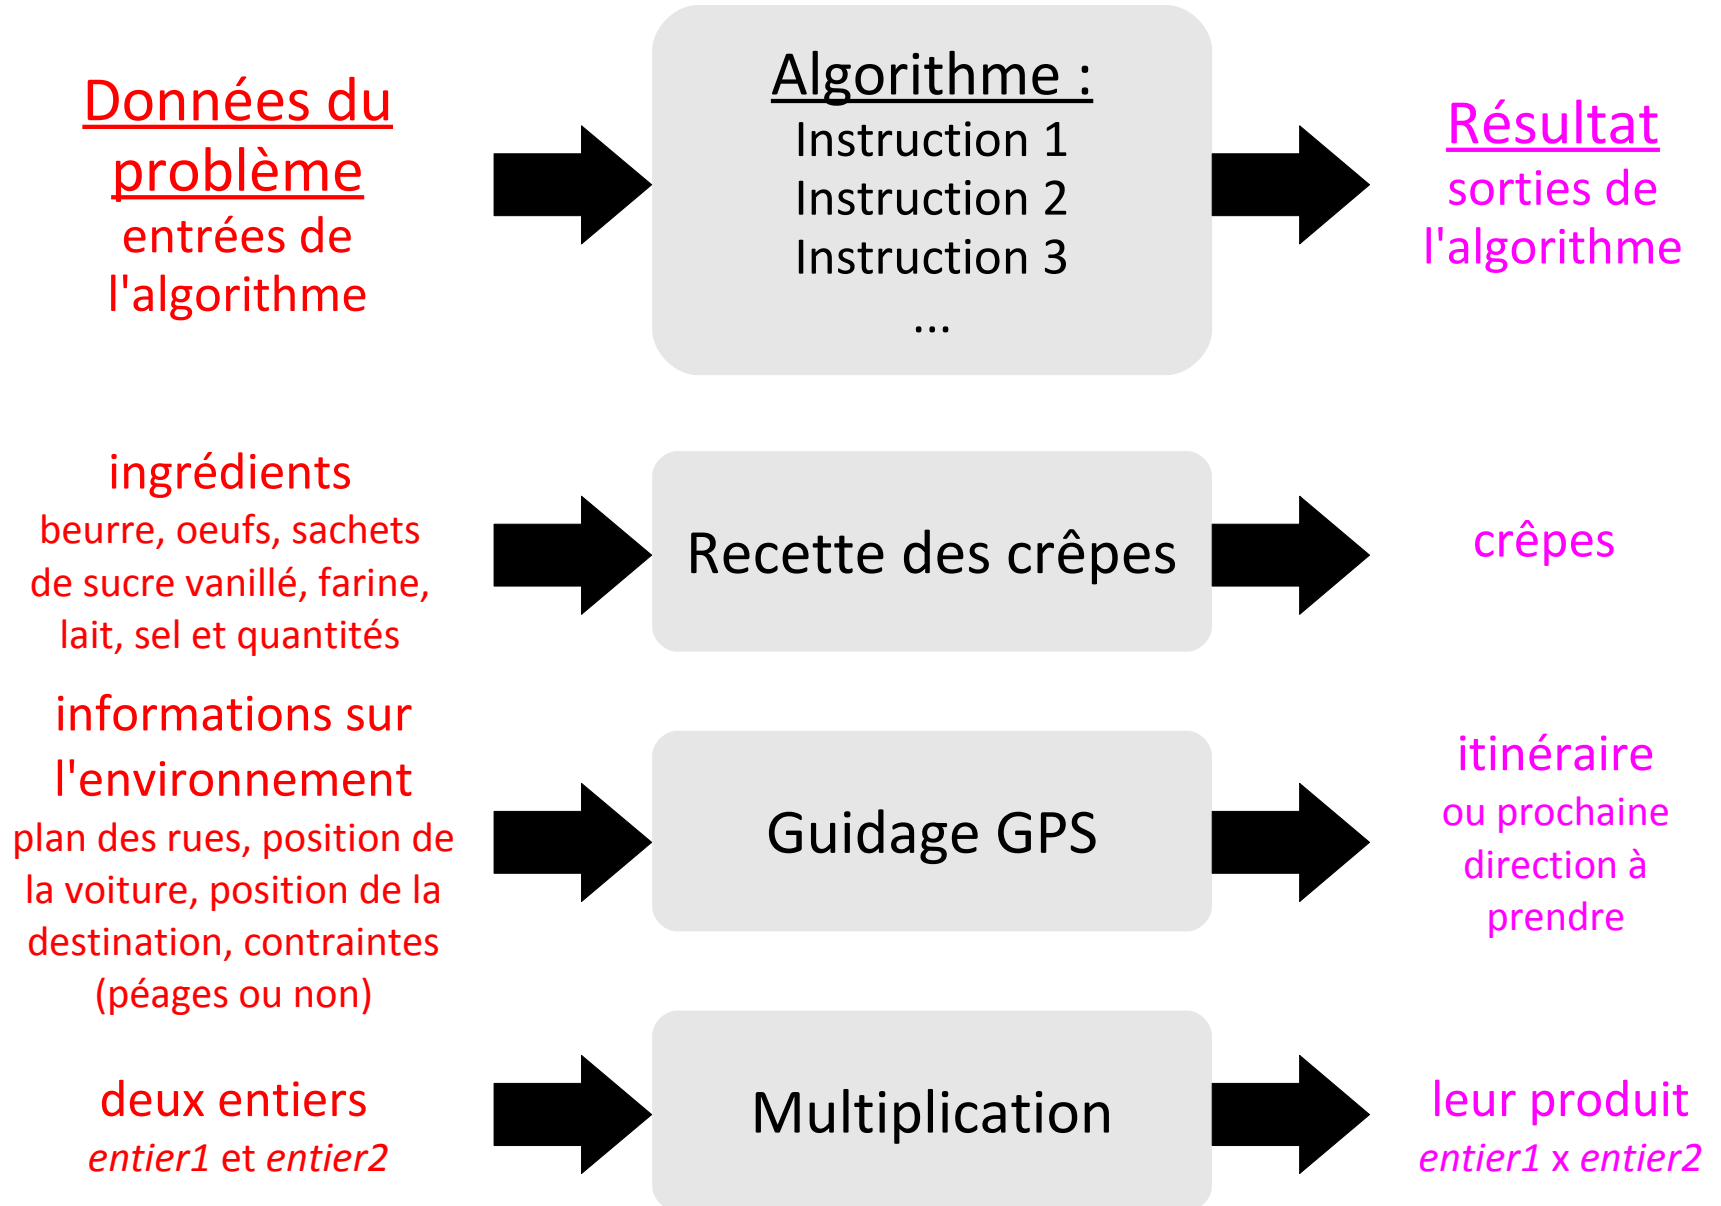 Données du
problème
entrées de
l'algorithme
Algorithme :
Instruction 1
Instruction 2
Instruction 3
...
Résultat
sorties de
l'algorithme
ingrédients
beurre, oeufs, sachets
de sucre vanillé, farine,
lait, sel et quantités
Recette des crêpes
crêpes
informations sur
l'environnement
plan des rues, position de
la voiture, position de la
destination, contraintes
(péages ou non)
Guidage GPS
itinéraire
ou prochaine
direction à
prendre
deux entiers
entier1 et entier2
Multiplication
leur produit
entier1 x entier2